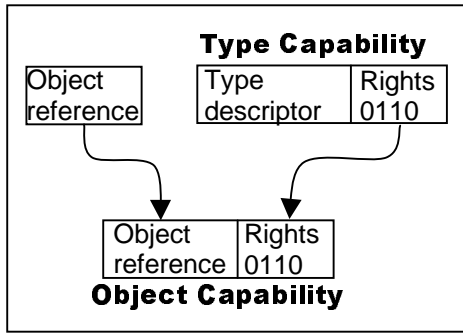 Type Capability
Object
reference
Type
descriptor
Rights
0110
Object
reference
Rights
0110
Object Capability